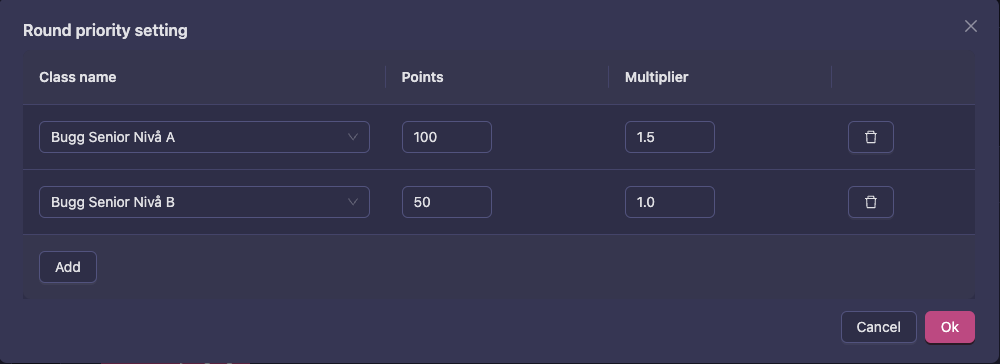 Round priority setting
Class name Points Multiplier
Bugg Senior Nivå A 100 1.5
Bugg Senior Nivå B 50 1.0
Add
Cancel Ok